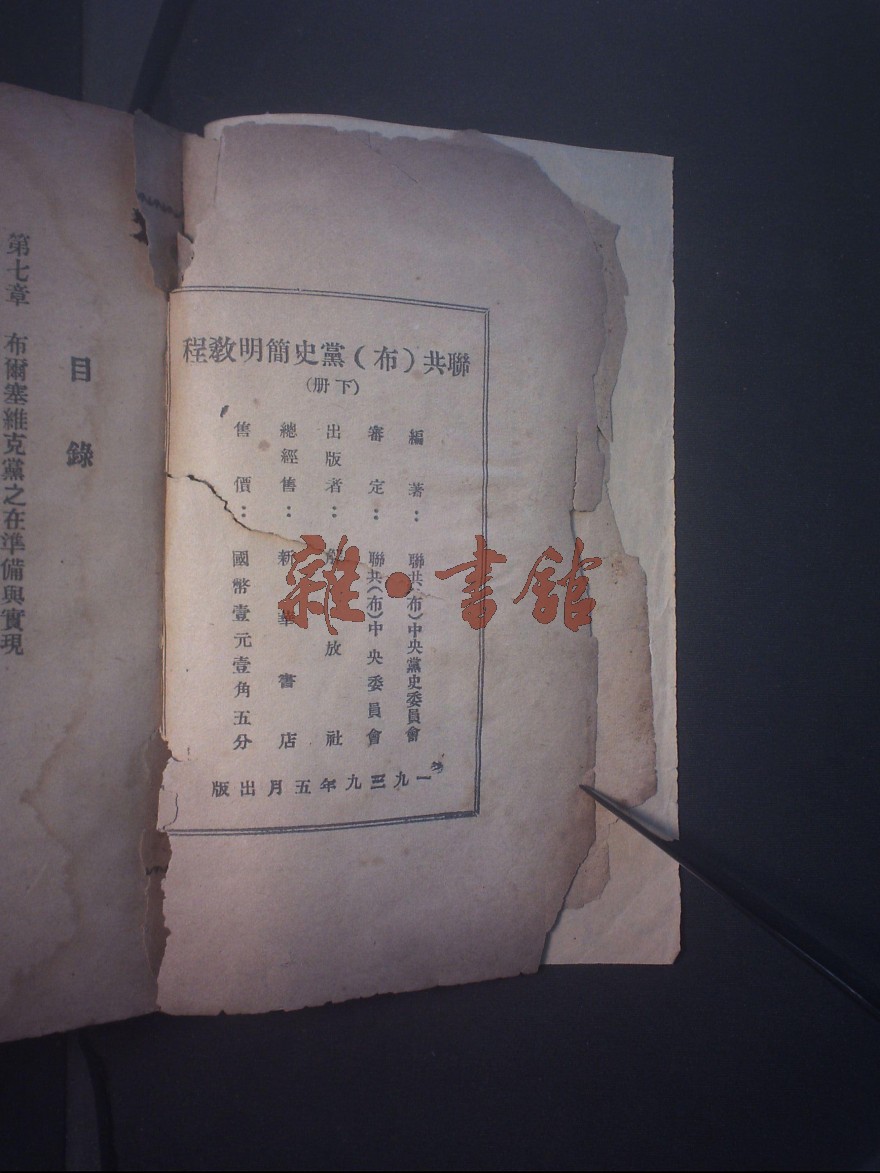 聯共（布）黨史簡明教程
（下冊）
編著：聯共（布）中央黨史委員會
審定：聯共（布）中央委員會
出版者：解放社
總經售：新華書店
售價：國幣壹元壹角五分
一九三九年五月出版
目錄
第七章 布爾塞維克黨之在準備與實現
雜·書館